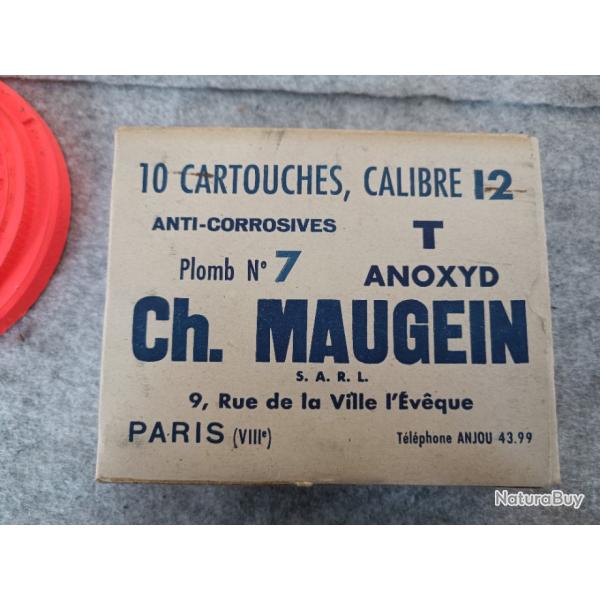 10 CARTOUCHES, CALIBRE 12
ANTI-CORROSIVES T
Plomb N° 7 ANOXYD
Ch. MAUGEIN
S. A. R. L.
9, Rue de la Ville l'Évêque
PARIS (VIIIe) Téléphone ANJOU 43.99
NaturaBuy